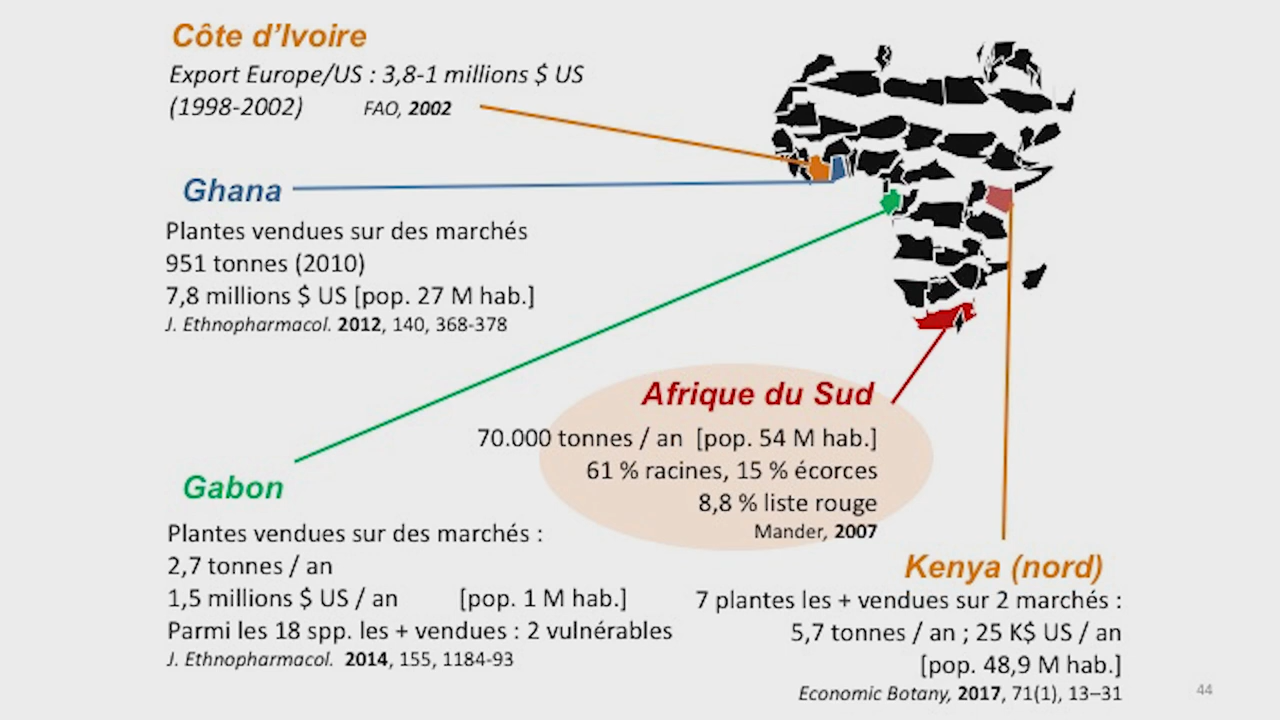 Côte d’Ivoire
Export Europe/US : 3,8-1 millions $ US
(1998-2002) FAO, 2002
Ghana
Plantes vendues sur des marchés
951 tonnes (2010)
7,8 millions $ US [pop. 27 M hab.]
J. Ethnopharmacol. 2012, 140, 368-378
Afrique du Sud
70.000 tonnes / an [pop. 54 M hab.]
61 % racines, 15 % écorces
8,8 % liste rouge
Mander, 2007
Gabon
Plantes vendues sur des marchés :
2,7 tonnes / an
1,5 millions $ US / an [pop. 1 M hab.]
Parmi les 18 spp. les + vendues : 2 vulnérables
J. Ethnopharmacol. 2014, 155, 1184-93
Kenya (nord)
7 plantes les + vendues sur 2 marchés :
5,7 tonnes / an ; 25 K$ US / an
[pop. 48,9 M hab.]
Economic Botany, 2017, 71(1), 13–31
44